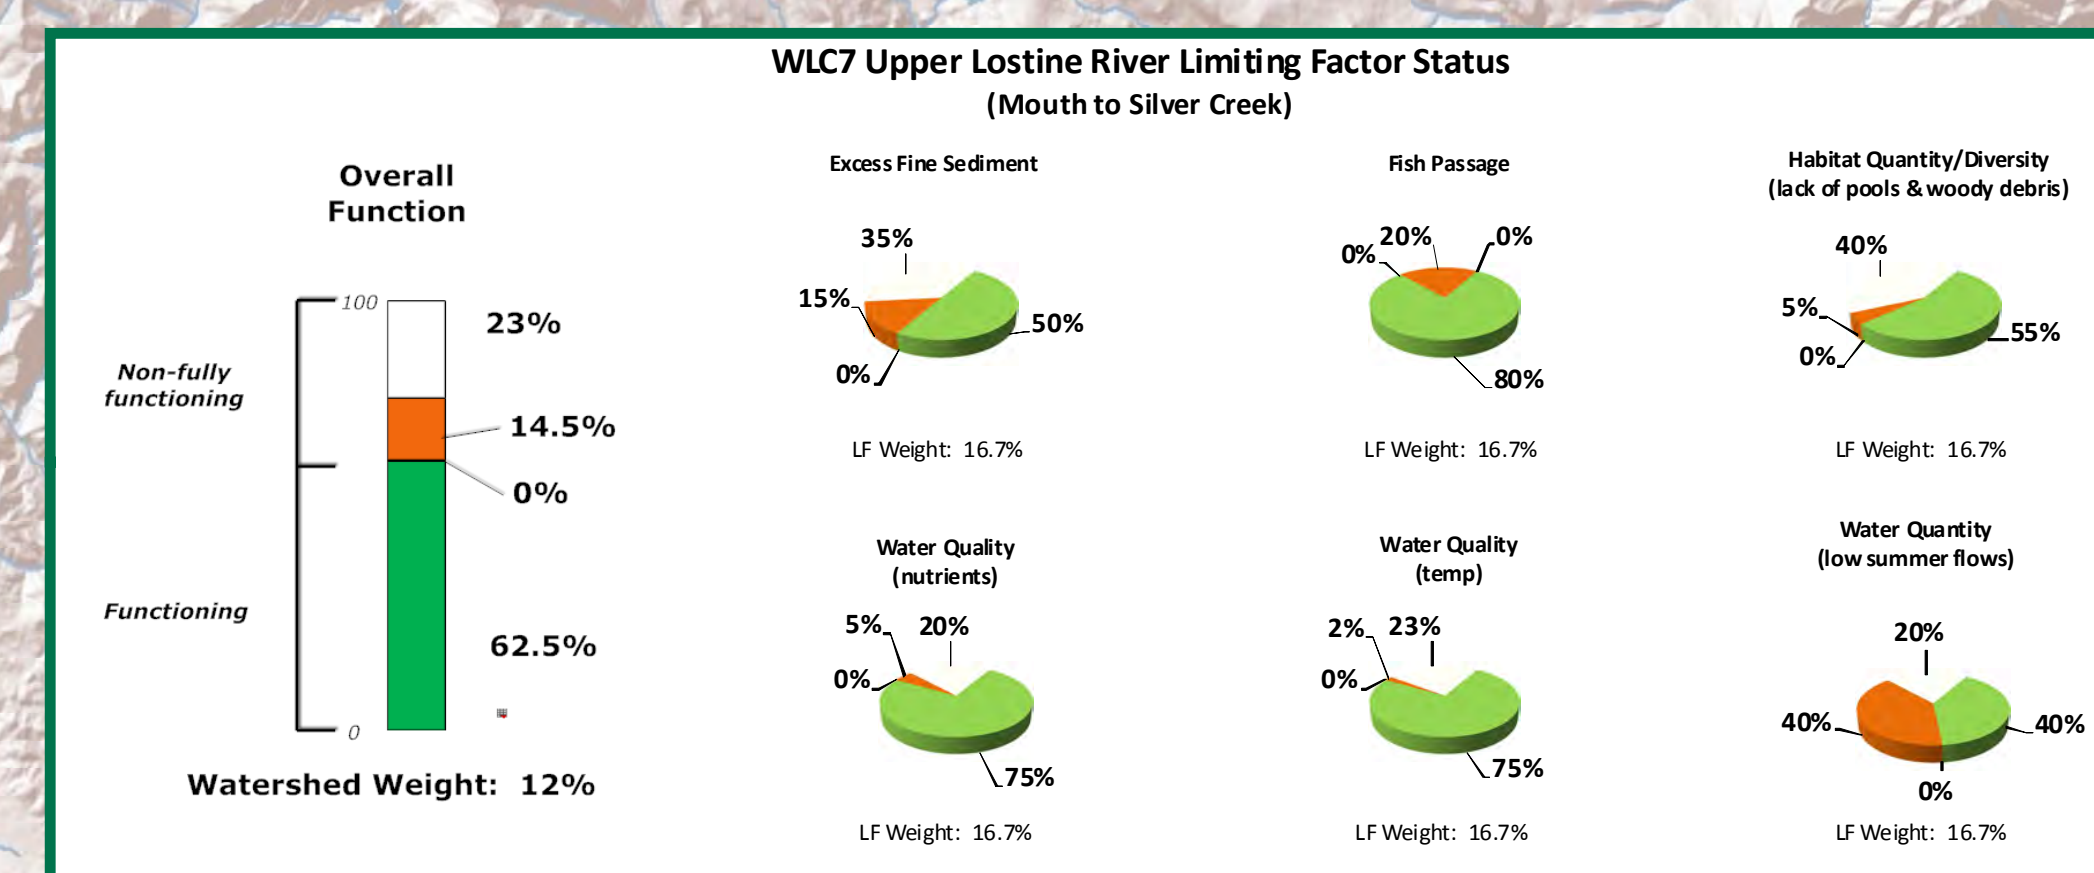 WLC7 Upper Lostine River Limiting Factor Status
(Mouth to Silver Creek)
Overall
Function
100
23%
Non-fully
functioning
14.5%
0%
Functioning
62.5%
0
Watershed Weight: 12%
Excess Fine Sediment
35%
15%
50%
0%
LF Weight: 16.7%
Fish Passage
0%
20%
0%
80%
LF Weight: 16.7%
Habitat Quantity/Diversity
(lack of pools & woody debris)
40%
5%
55%
0%
LF Weight: 16.7%
Water Quality
(nutrients)
5%
20%
0%
75%
LF Weight: 16.7%
Water Quality
(temp)
2%
23%
0%
75%
LF Weight: 16.7%
Water Quantity
(low summer flows)
20%
40%
40%
0%
LF Weight: 16.7%